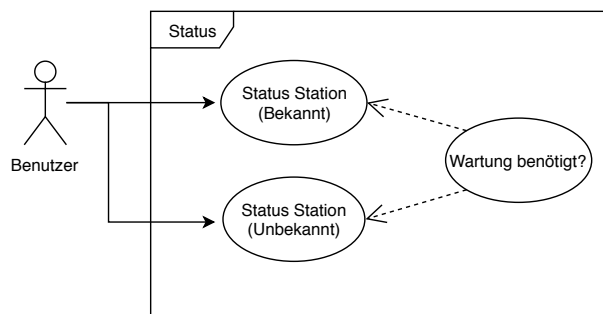 Status
Status Station
(Bekannt)
Benutzer
Wartung benötigt?
Status Station
(Unbekannt)